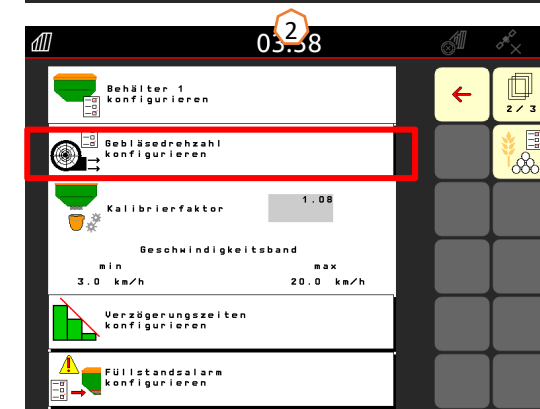 2
03:58
Behälter 1
konfigurieren
2/3
Gebläsedrehzahl
konfigurieren
Kalibrierfaktor 1.08
Geschwindigkeitsband
min max
3.0 km/h 20.0 km/h
Verzögerungszeiten
konfigurieren
Füllstandsalarm
konfigurieren